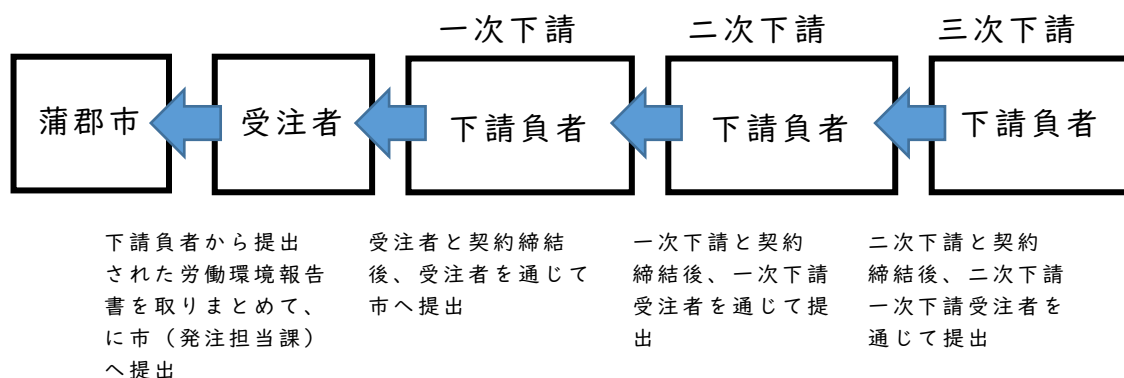 一次下請
二次下請
三次下請
蒲郡市
受注者
下請負者
下請負者
下請負者
下請負者から提出
された労働環境報告
書を取りまとめて、
に市（発注担当課）
へ提出
受注者と契約締結
後、受注者を通じて
市へ提出
一次下請と契約
締結後、一次下請
受注者を通じて提
出
二次下請と契約
締結後、二次下請
一次下請受注者を
通じて提出